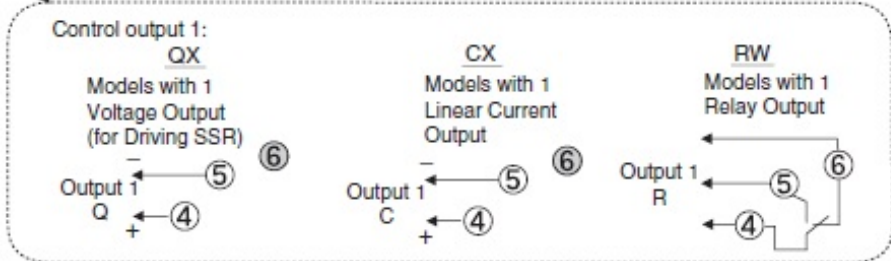 Control output 1:
QX
Models with 1
Voltage Output
(for Driving SSR)
−
⑤
⑥
Output 1
Q
④
+
CX
Models with 1
Linear Current
Output
−
⑤
⑥
Output 1
C
④
+
RW
Models with 1
Relay Output
⑥
Output 1
R
⑤
④